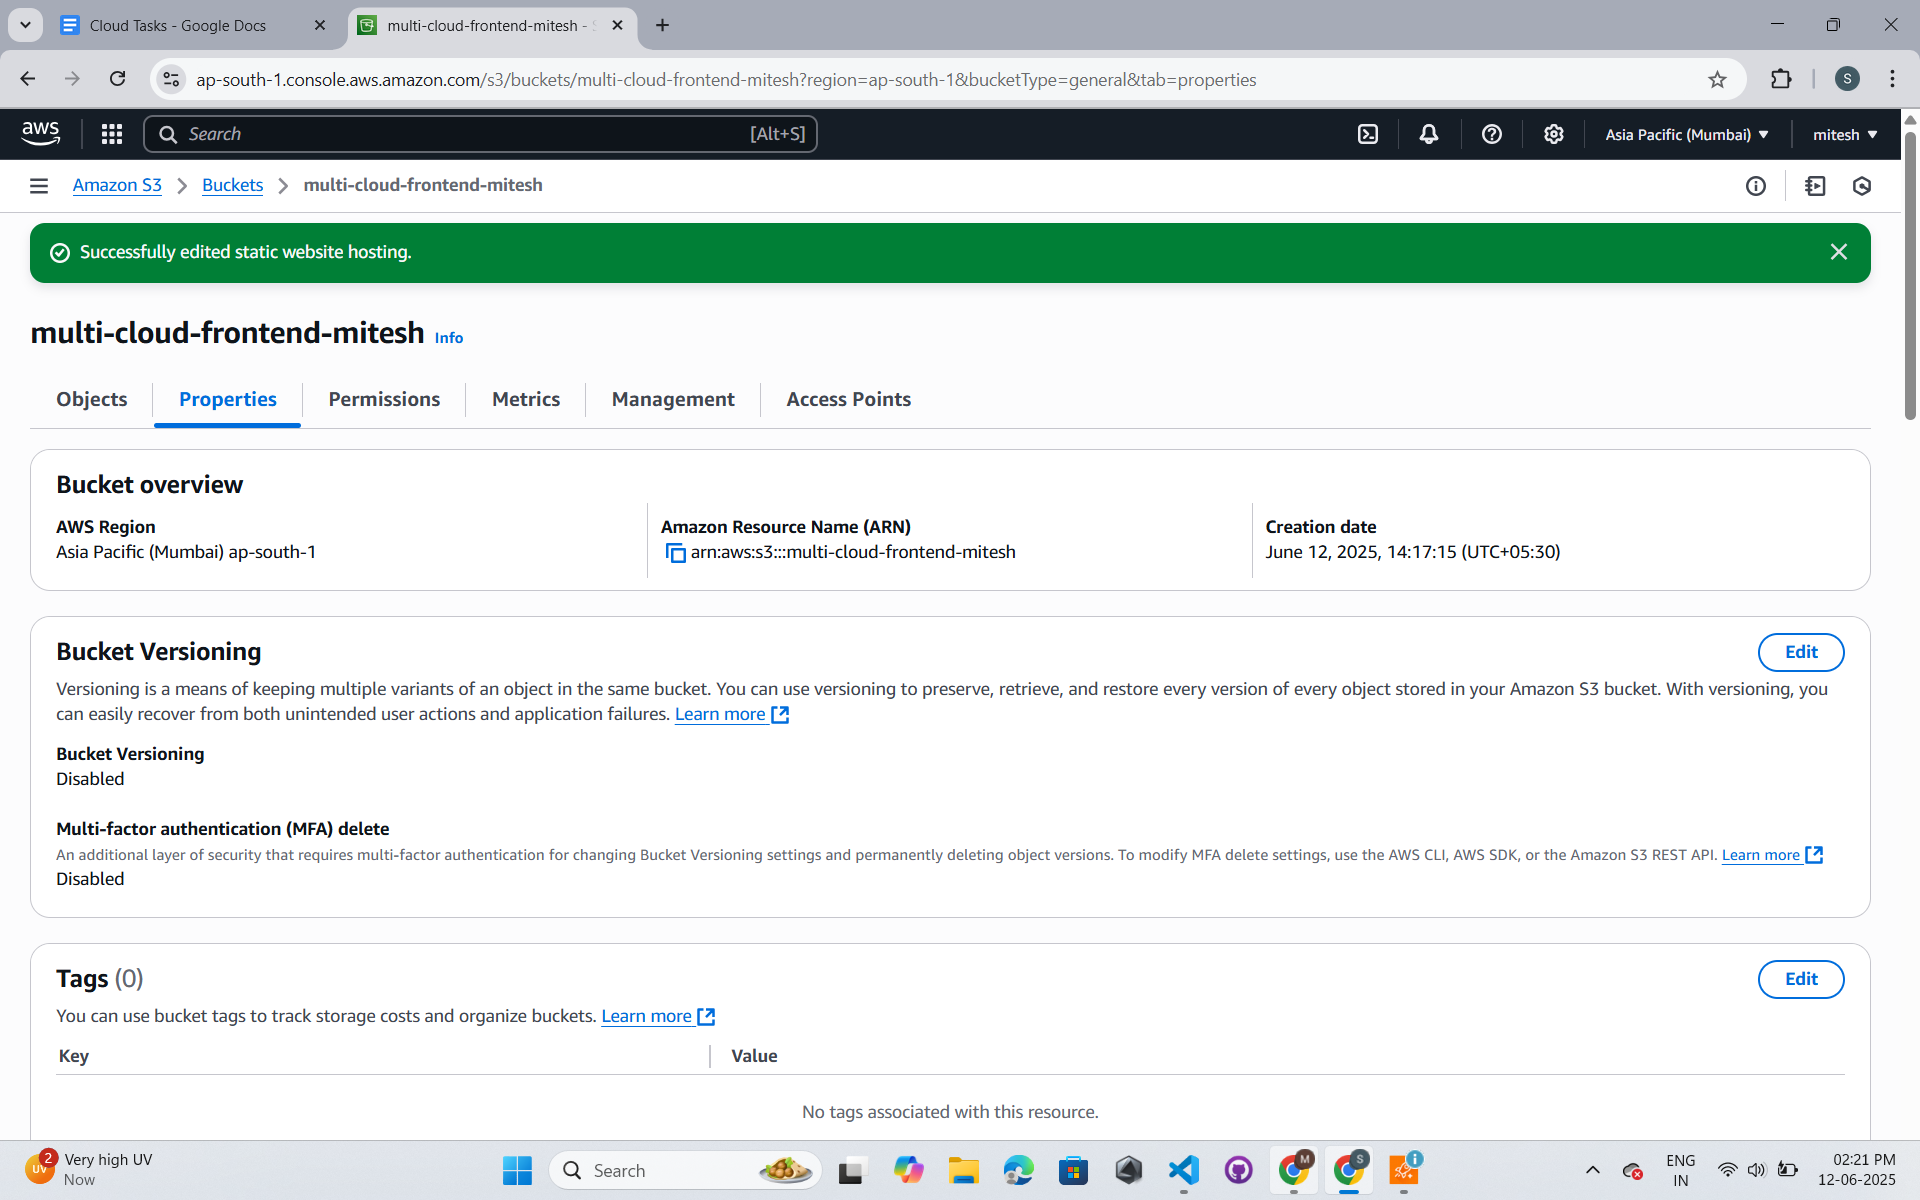 Cloud Tasks - Google Docs
multi-cloud-frontend-mitesh - S
ap-south-1.console.aws.amazon.com/s3/buckets/multi-cloud-frontend-mitesh?region=ap-south-1&bucketType=general&tab=properties
S
aws
Search
[Alt+S]
Asia Pacific (Mumbai)
mitesh
Amazon S3
Buckets
multi-cloud-frontend-mitesh
Successfully edited static website hosting.
multi-cloud-frontend-mitesh Info
Objects
Properties
Permissions
Metrics
Management
Access Points
Bucket overview
AWS Region
Asia Pacific (Mumbai) ap-south-1
Amazon Resource Name (ARN)
arn:aws:s3:::multi-cloud-frontend-mitesh
Creation date
June 12, 2025, 14:17:15 (UTC+05:30)
Bucket Versioning
Edit
Versioning is a means of keeping multiple variants of an object in the same bucket. You can use versioning to preserve, retrieve, and restore every version of every object stored in your Amazon S3 bucket. With versioning, you
can easily recover from both unintended user actions and application failures. Learn more
Bucket Versioning
Disabled
Multi-factor authentication (MFA) delete
An additional layer of security that requires multi-factor authentication for changing Bucket Versioning settings and permanently deleting object versions. To modify MFA delete settings, use the AWS CLI, AWS SDK, or the Amazon S3 REST API. Learn more
Disabled
Tags (0)
Edit
You can use bucket tags to track storage costs and organize buckets. Learn more
Key
Value
No tags associated with this resource.
UV
2
Very high UV
Now
Search
M
S
ENG
IN
02:21 PM
12-06-2025